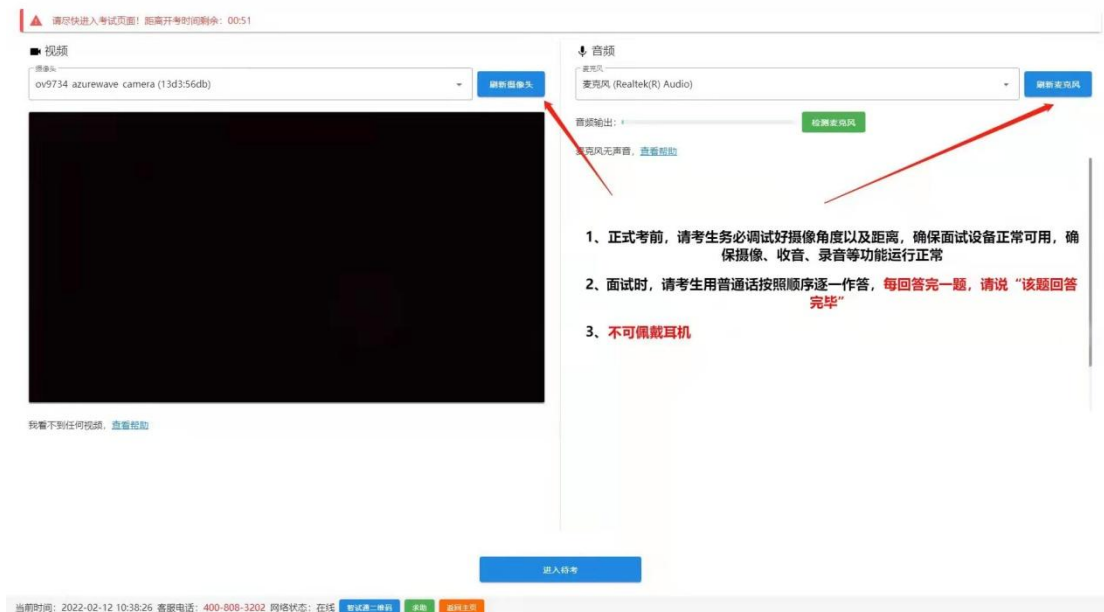 请尽快进入考试页面！距离开考时间剩余：00:51
视频
摄像头
ov9734 azurewave camera (13d3:56db)
刷新摄像头
我看不到任何视频，查看帮助
音频
麦克风
麦克风 (Realtek(R) Audio)
刷新麦克风
音频输出：
检测麦克风
麦克风无声音，查看帮助
1、正式考前，请考生务必调试好摄像角度以及距离，确保面试设备正常可用，确
保摄像、收音、录音等功能运行正常
2、面试时，请考生用普通话按照顺序逐一作答，每回答完一题，请说“该题回答
完毕”
3、不可佩戴耳机
进入待考
当前时间：2022-02-12 10:38:26 客服电话：400-808-3202 网络状态：在线 智试通二维码 求助 返回主页